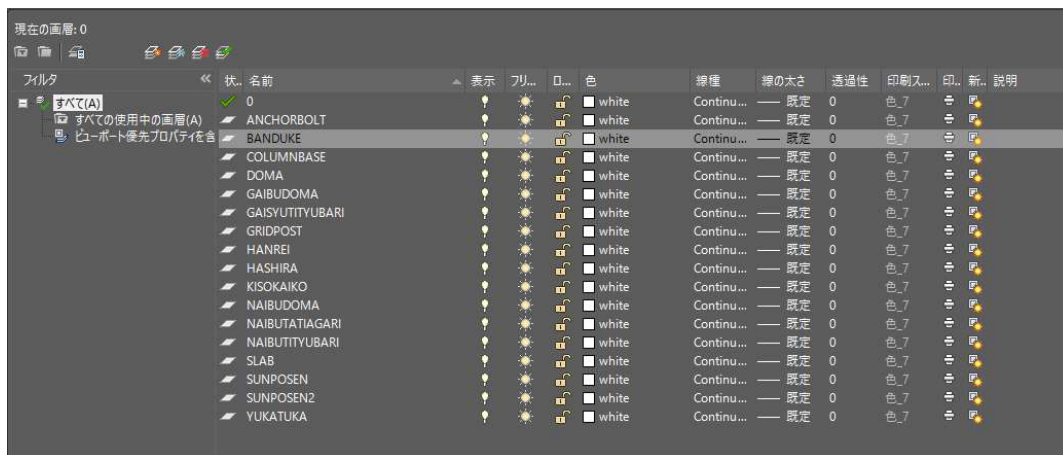 現在の画層: 0
フィルタ
すべて(A)
すべての使用中の画層(A)
ビューポート優先プロパティを含
状.. 名前 表示 フリ... ロ... 色 線種 線の太さ 透過性 印刷ス... 印.. 新.. 説明
0 white Continu... 既定 0 色_7
ANCHORBOLT white Continu... 既定 0 色_7
BANDUKE white Continu... 既定 0 色_7
COLUMNBASE white Continu... 既定 0 色_7
DOMA white Continu... 既定 0 色_7
GAIBUDOMA white Continu... 既定 0 色_7
GAISYUTITYUBARI white Continu... 既定 0 色_7
GRIDPOST white Continu... 既定 0 色_7
HANREI white Continu... 既定 0 色_7
HASHIRA white Continu... 既定 0 色_7
KISOKAIKO white Continu... 既定 0 色_7
NAIBUDOMA white Continu... 既定 0 色_7
NAIBUTATIAGARI white Continu... 既定 0 色_7
NAIBUTITYUBARI white Continu... 既定 0 色_7
SLAB white Continu... 既定 0 色_7
SUNPOSEN white Continu... 既定 0 色_7
SUNPOSEN2 white Continu... 既定 0 色_7
YUKATUKA white Continu... 既定 0 色_7